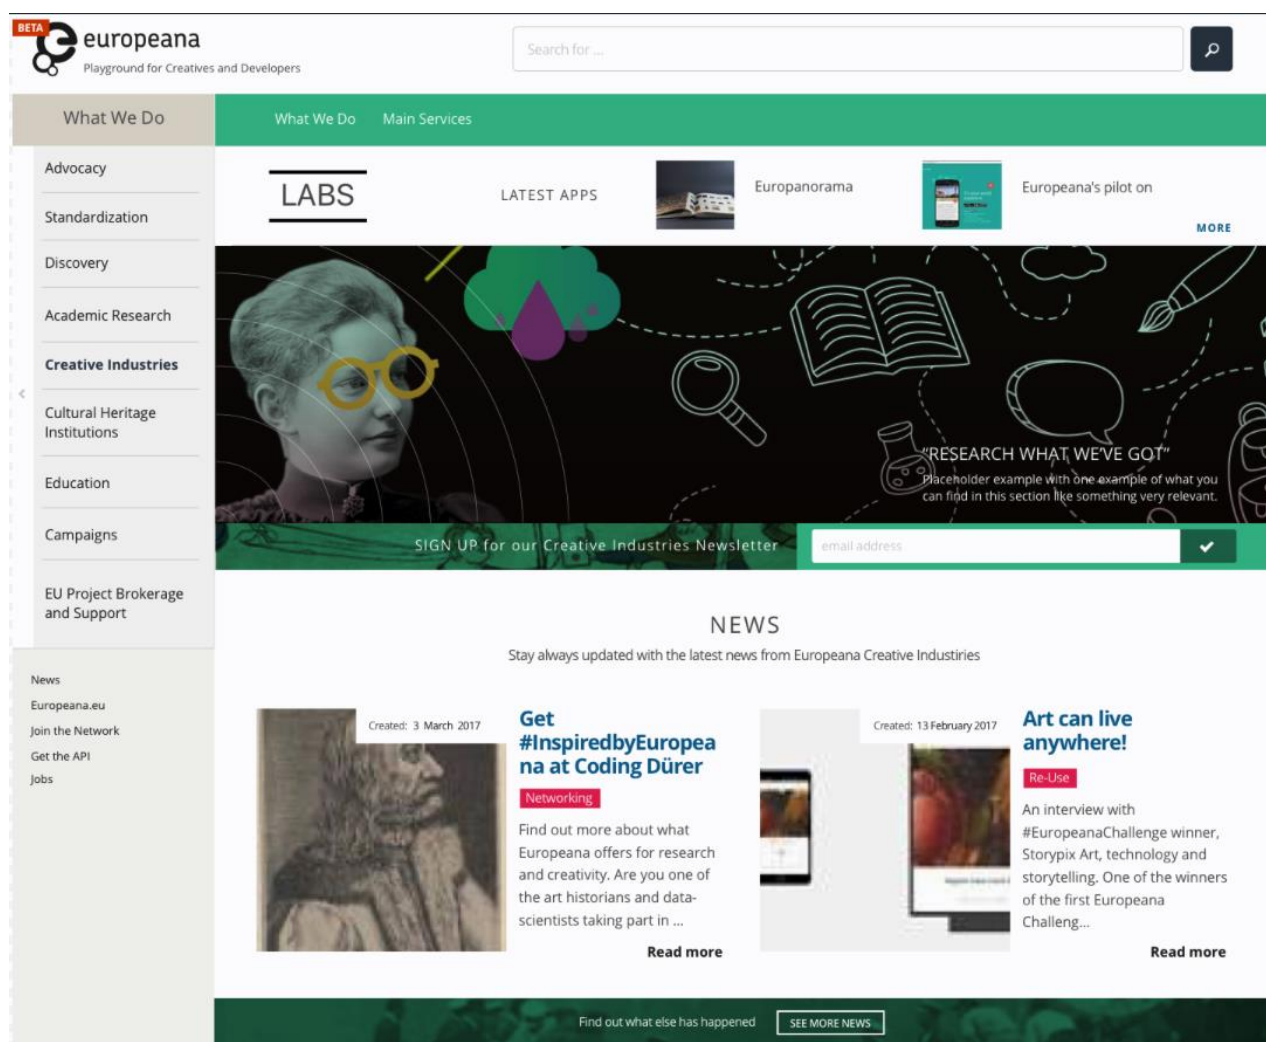 BETA
europeana
Playground for Creatives and Developers
Search for ...
What We Do
What We Do
Main Services
Advocacy
Standardization
Discovery
Academic Research
Creative Industries
Cultural Heritage
Institutions
Education
Campaigns
EU Project Brokerage
and Support
News
Europeana.eu
Join the Network
Get the API
Jobs
LABS
LATEST APPS
Europanorama
Europeana's pilot on
MORE
“RESEARCH WHAT WE’VE GOT”
Placeholder example with one example of what you
can find in this section like something very relevant.
SIGN UP for our Creative Industries Newsletter
email address
NEWS
Stay always updated with the latest news from Europeana Creative Industiries
Created: 3 March 2017
Get
#InspiredbyEuropea
na at Coding Dürer
Networking
Find out more about what
Europeana offers for research
and creativity. Are you one of
the art historians and data-
scientists taking part in ...
Read more
Created: 13 February 2017
Art can live
anywhere!
Re-Use
An interview with
#EuropeanaChallenge winner,
Storypix Art, technology and
storytelling. One of the winners
of the first Europeana
Challeng...
Read more
Find out what else has happened
SEE MORE NEWS